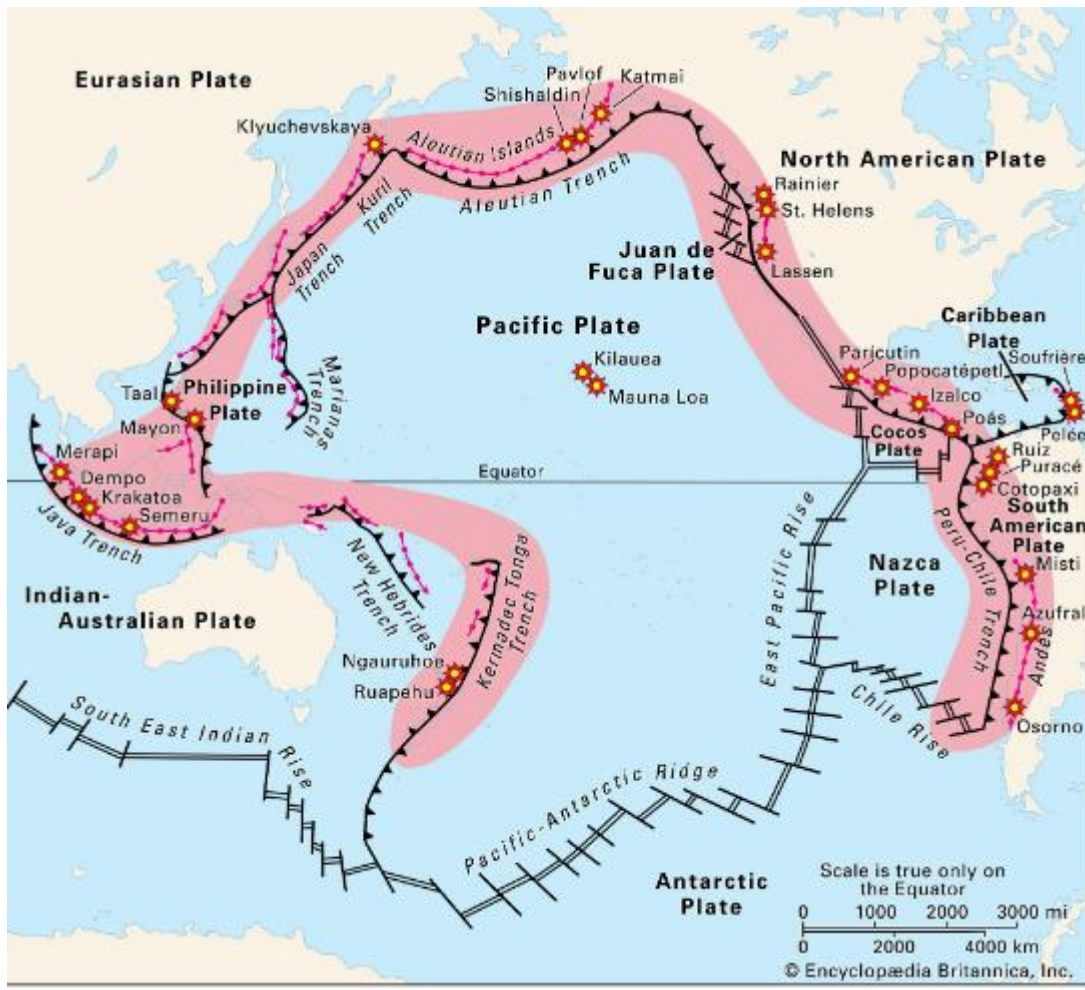 Eurasian Plate
Pavlof
Katmai
Shishaldin
Klyuchevskaya
Aleutian Islands
Aleutian Trench
Kuril
Trench
Japan
Trench
North American Plate
Rainier
St. Helens
Juan de
Fuca Plate
Lassen
Pacific Plate
Kilauea
Mauna Loa
Caribbean
Plate
Soufrière
Paricutin
Popocatépetl
Izalco
Poás
Pelée
Cocos
Plate
Taal
Philippine
Plate
Mayon
Marianas
Trench
Merapi
Dempo
Krakatoa
Semeru
Java Trench
Equator
Ruiz
Puracé
Cotopaxi
South
American
Plate
Misti
Azufral
Andes
Osorno
Peru-Chile Trench
Nazca
Plate
East Pacific Rise
Chile Rise
Indian-
Australian Plate
New Hebrides
Trench
Kermadec Tonga
Trench
Ngauruhoe
Ruapehu
South East Indian Rise
Pacific-Antarctic Ridge
Antarctic
Plate
Scale is true only on
the Equator
0 1000 2000 3000 mi
0 2000 4000 km
© Encyclopædia Britannica, Inc.